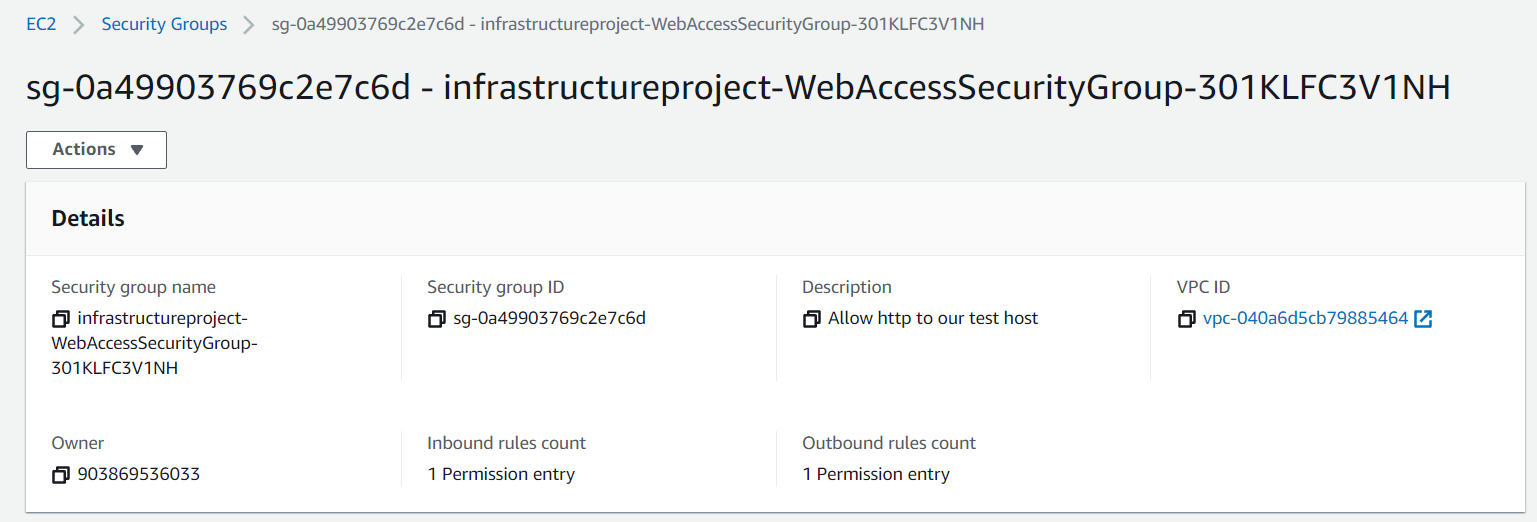 EC2 > Security Groups > sg-0a49903769c2e7c6d - infrastructureproject-WebAccessSecurityGroup-301KLFC3V1NH
sg-0a49903769c2e7c6d - infrastructureproject-WebAccessSecurityGroup-301KLFC3V1NH
Actions
Details
Security group name
infrastructureproject-
WebAccessSecurityGroup-
301KLFC3V1NH
Security group ID
sg-0a49903769c2e7c6d
Description
Allow http to our test host
VPC ID
vpc-040a6d5cb79885464
Owner
903869536033
Inbound rules count
1 Permission entry
Outbound rules count
1 Permission entry